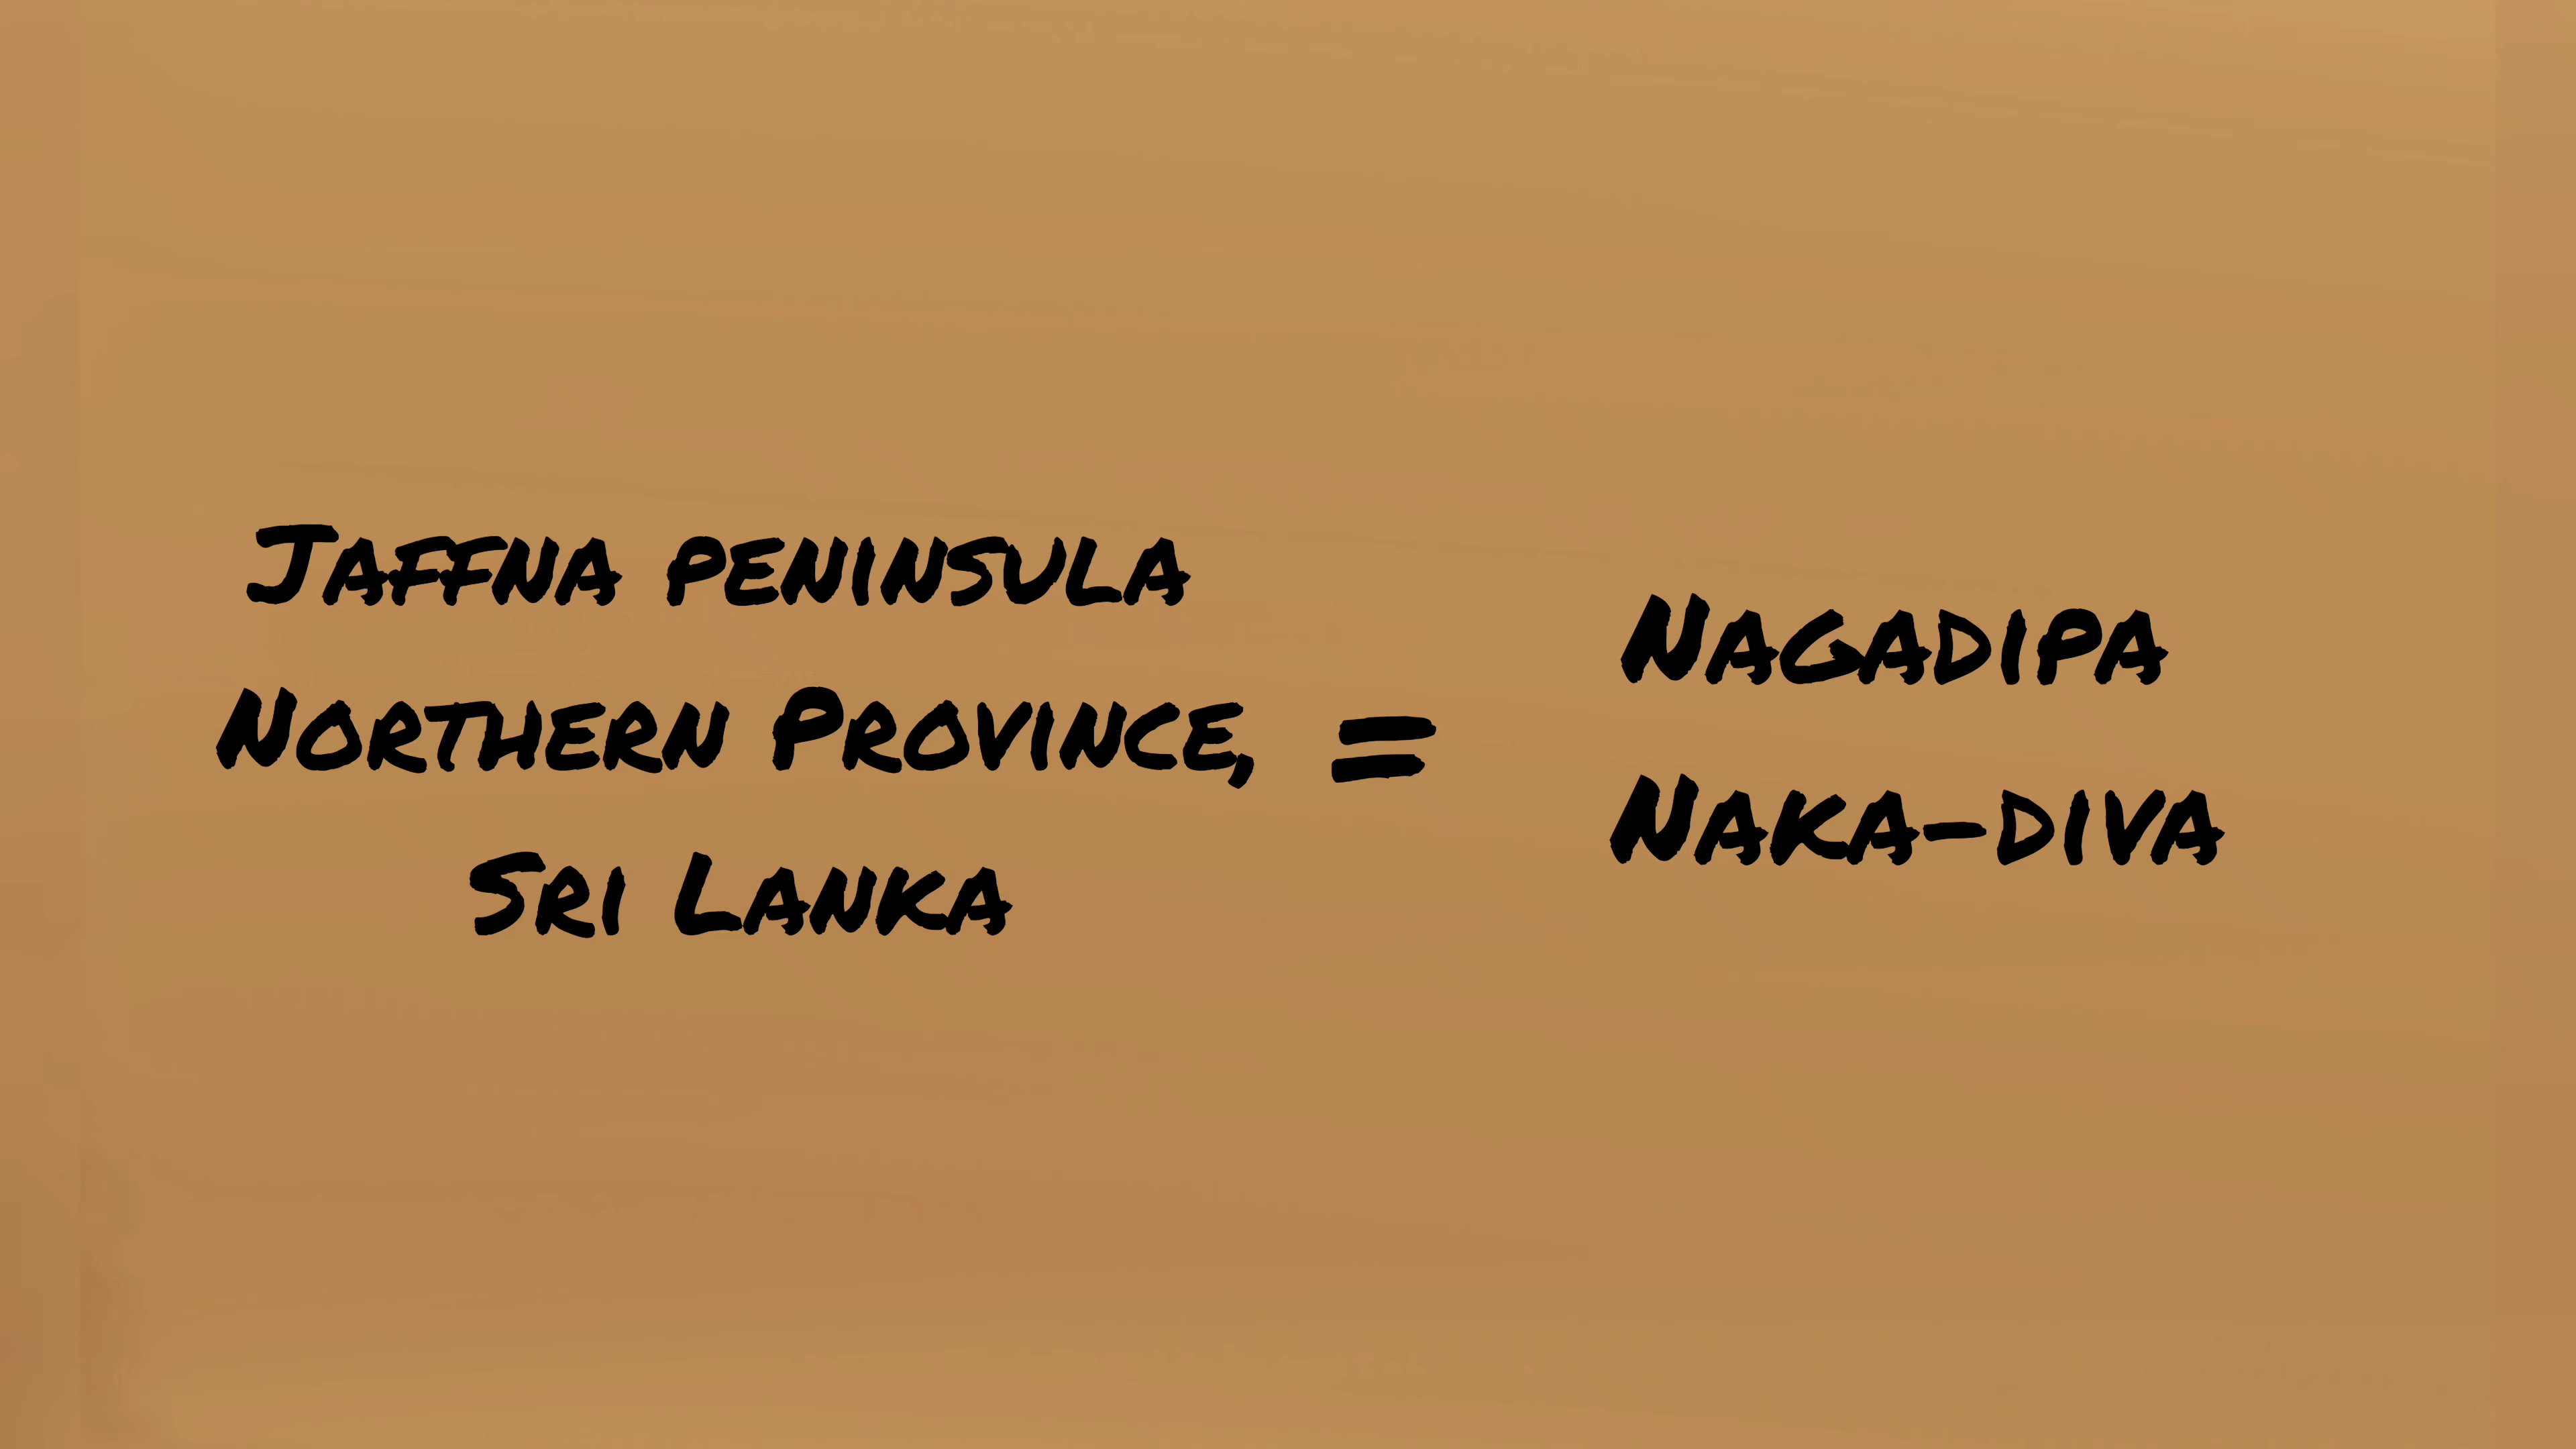 Jaffna peninsula
Northern Province,
Sri Lanka
=
Nagadipa
Naka-diva